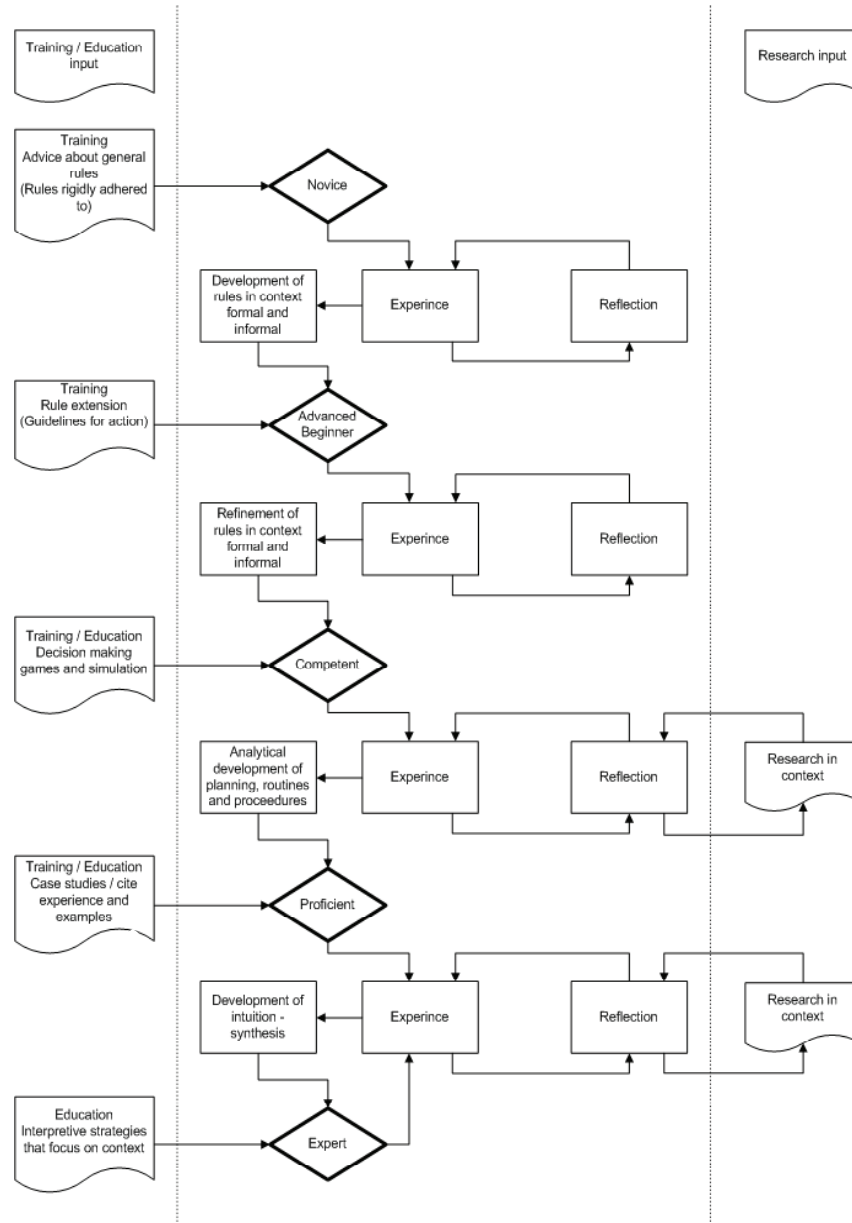 Training / Education
input
Research input
Training
Advice about general
rules
(Rules rigidly adhered
to)
Novice
Development of
rules in context
formal and
informal
Experince
Reflection
Training
Rule extension
(Guidelines for action)
Advanced
Beginner
Refinement of
rules in context
formal and
informal
Experince
Reflection
Training / Education
Decision making
games and simulation
Competent
Analytical
development of
planning, routines
and proceedures
Experince
Reflection
Research in
context
Training / Education
Case studies / cite
experience and
examples
Proficient
Development of
intuition -
synthesis
Experince
Reflection
Research in
context
Education
Interpretive strategies
that focus on context
Expert